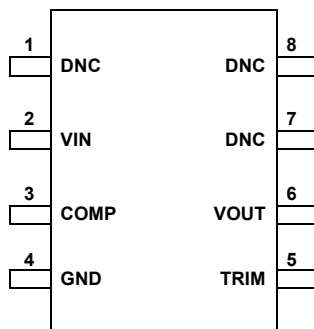 1 DNC DNC 8
2 VIN DNC 7
3 COMP VOUT 6
4 GND TRIM 5